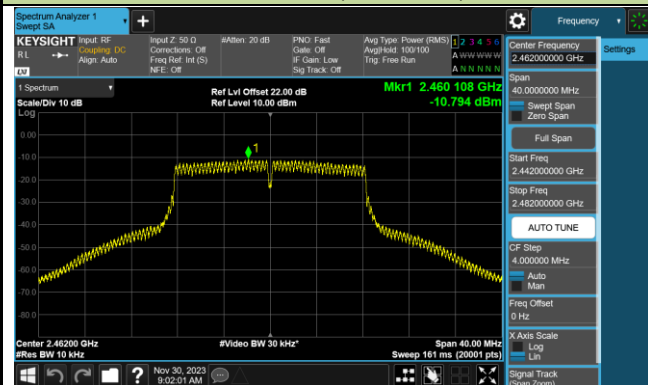 Spectrum Analyzer 1
Swept SA
Frequency
KEYSIGHT
Input: RF
Input Z: 50 Ω
#Atten: 20 dB
PNO: Fast
Avg Type: Power (RMS)
1 2 3 4 5 6
RL
Coupling: DC
Corrections: Off
Gate: Off
Avg|Hold: 100/100
A W W W W W
Align: Auto
Freq Ref: Int (S)
IF Gain: Low
Trig: Free Run
NFE: Off
Sig Track: Off
A N N N N N
LXI
1 Spectrum
Ref Lvl Offset 22.00 dB
Mkr1 2.460 108 GHz
Scale/Div 10 dB
Ref Level 10.00 dBm
-10.794 dBm
Log
0.00
-10.0
1
-20.0
-30.0
-40.0
-50.0
-60.0
-70.0
-80.0
Center 2.46200 GHz
#Video BW 30 kHz*
Span 40.00 MHz
#Res BW 10 kHz
Sweep 161 ms (20001 pts)
Nov 30, 2023
9:02:01 AM
Center Frequency
2.462000000 GHz
Settings
Span
40.0000000 MHz
Swept Span
Zero Span
Full Span
Start Freq
2.442000000 GHz
Stop Freq
2.482000000 GHz
AUTO TUNE
CF Step
4.000000 MHz
Auto
Man
Freq Offset
0 Hz
X Axis Scale
Log
Lin
Signal Track
(Span Zoom)